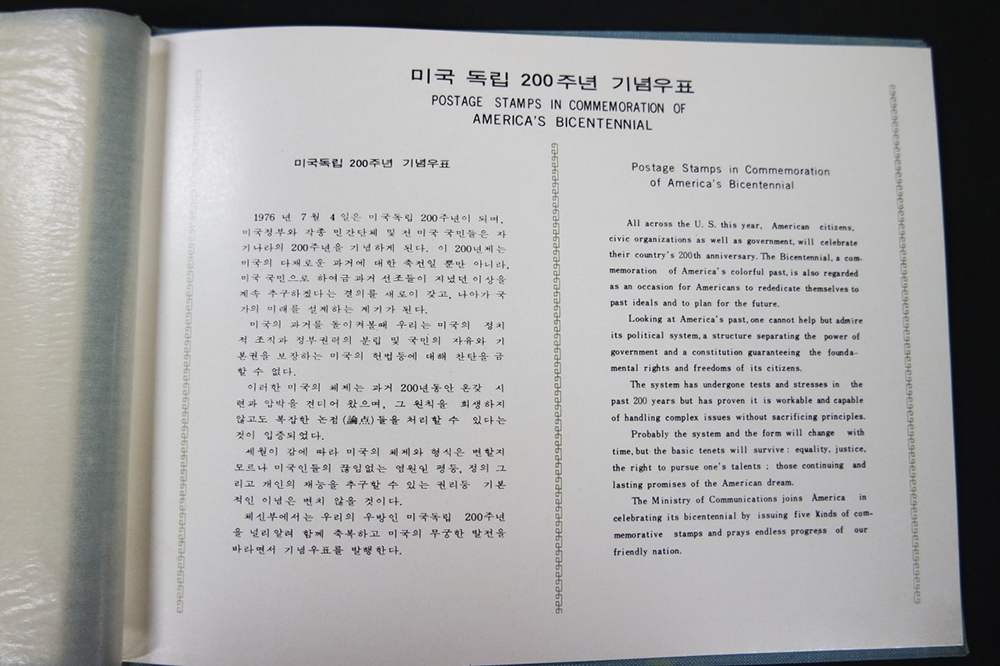 미국 독립 200주년 기념우표
POSTAGE STAMPS IN COMMEMORATION OF
AMERICA'S BICENTENNIAL
미국독립 200주년 기념우표
1976 년 7월 4일은 미국독립 200주년이 되며,
미국정부와 각종 민간단체 및 전 미국 국민들은 자
기나라의 200주년을 기념하게 된다. 이 200년제는
미국의 다채로운 과거에 대한 축전일 뿐만 아니라,
미국 국민으로 하여금 과거 선조들이 지녔던 이상을
계속 추구하겠다는 결의를 새로이 갖고, 나아가 국
가의 미래를 설계하는 계기가 된다.
미국의 과거를 돌이켜볼때 우리는 미국의 정치
적 조직과 정부권력의 분립 및 국민의 자유와 기
본권을 보장하는 미국의 헌법등에 대해 찬탄을 금
할 수 없다.
이러한 미국의 체제는 과거 200년동안 온갖 시
련과 압박을 견디어 왔으며, 그 원칙을 희생하지
않고도 복잡한 논점(論点)들을 처리할 수 있다는
것이 입증되었다.
세월이 감에 따라 미국의 체제와 형식은 변할지
모르나 미국인들의 끊임없는 염원인 평등, 정의 그
리고 개인의 재능을 추구할 수 있는 권리등 기본
적인 이념은 변치 않을 것이다.
체신부에서는 우리의 우방인 미국독립 200주년
을 널리알려 함께 축복하고 미국의 무궁한 발전을
바라면서 기념우표를 발행한다.
Postage Stamps in Commemoration
of America's Bicentennial
All across the U. S. this year, American citizens,
civic organizations as well as government, will celebrate
their country's 200th anniversary. The Bicentennial, a com-
memoration of America's colorful past, is also regarded
as an occasion for Americans to rededicate themselves to
past ideals and to plan for the future.
Looking at America's past, one cannot help but admire
its political system, a structure separating the power of
government and a constitution guaranteeing the founda-
mental rights and freedoms of its citizens.
The system has undergone tests and stresses in the
past 200 years but has proven it is workable and capable
of handling complex issues without sacrificing principles.
Probably the system and the form will change with
time, but the basic tenets will survive: equality, justice,
the right to pursue one's talents ; those continuing and
lasting promises of the American dream.
The Ministry of Communications joins America in
celebrating its bicentennial by issuing five Kinds of com-
memorative stamps and prays endless progress of our
friendly nation.